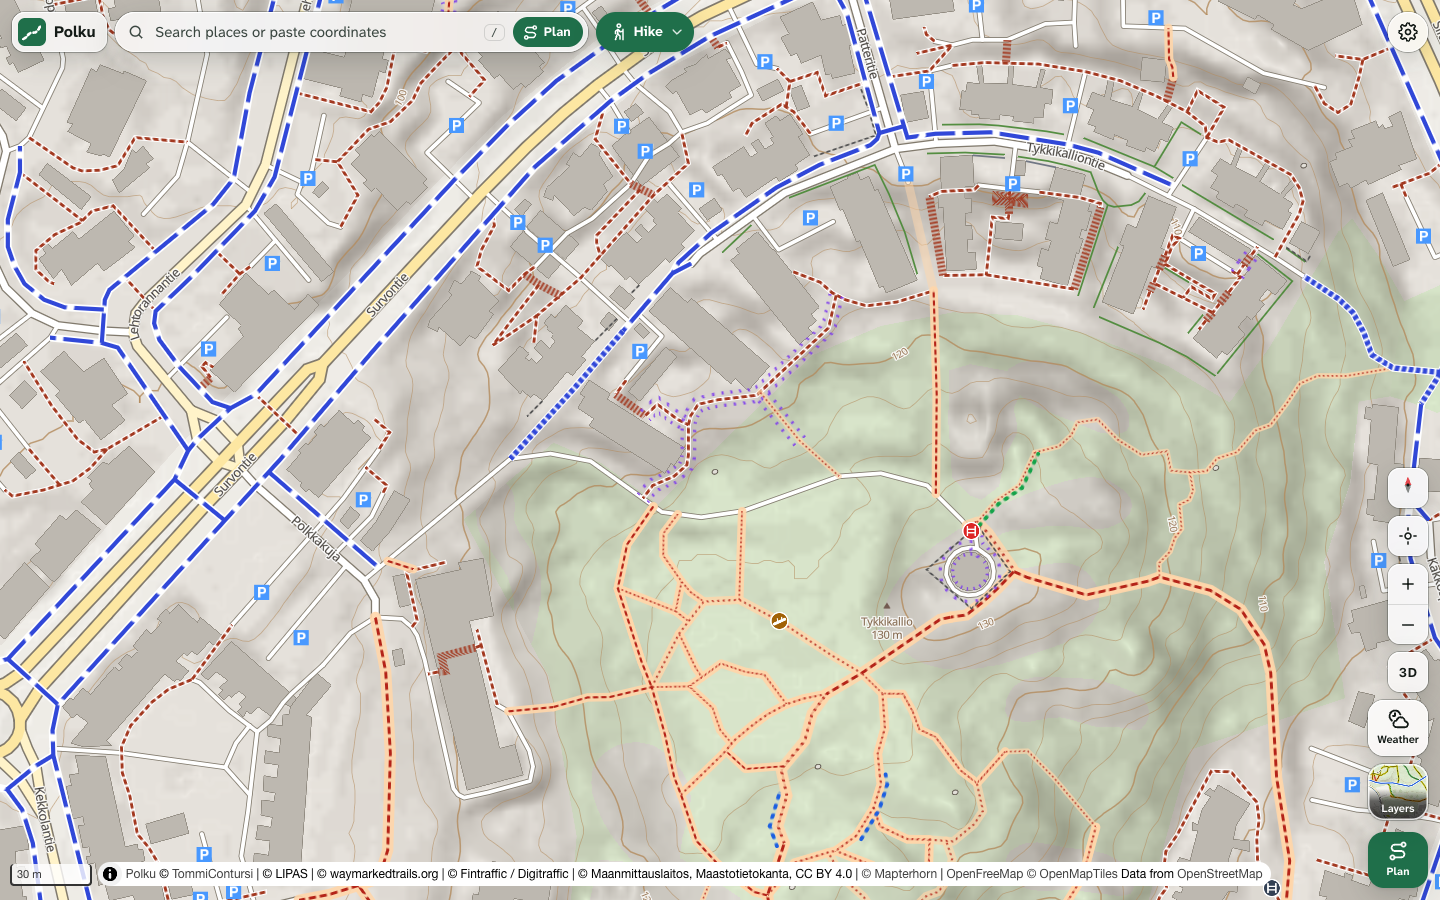 Polku
Search places or paste coordinates
/
Plan
Hike
Patteritie
Tykkikalliontie
100
110
Lehtorannantie
Survontie
120
Survontie
Polkkakuja
120
110
Tykkikallio
130 m
130
Kekkolantie
3D
Weather
Layers
Plan
30 m
Polku © TommiContursi | © LIPAS | © waymarkedtrails.org | © Fintraffic / Digitraffic | © Maanmittauslaitos, Maastotietokanta, CC BY 4.0 | © Mapterhorn | OpenFreeMap © OpenMapTiles Data from OpenStreetMap